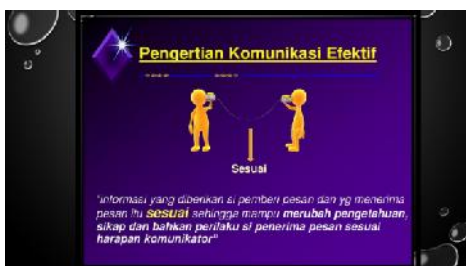 Pengertian Komunikasi Efektif
Sesuai
"informasi yang diberikan si pemberi pesan dan yg menerima
pesan itu sesuai sehingga mampu merubah pengetahuan,
sikap dan bahkan perilaku si penerima pesan sesuai
harapan komunikator"